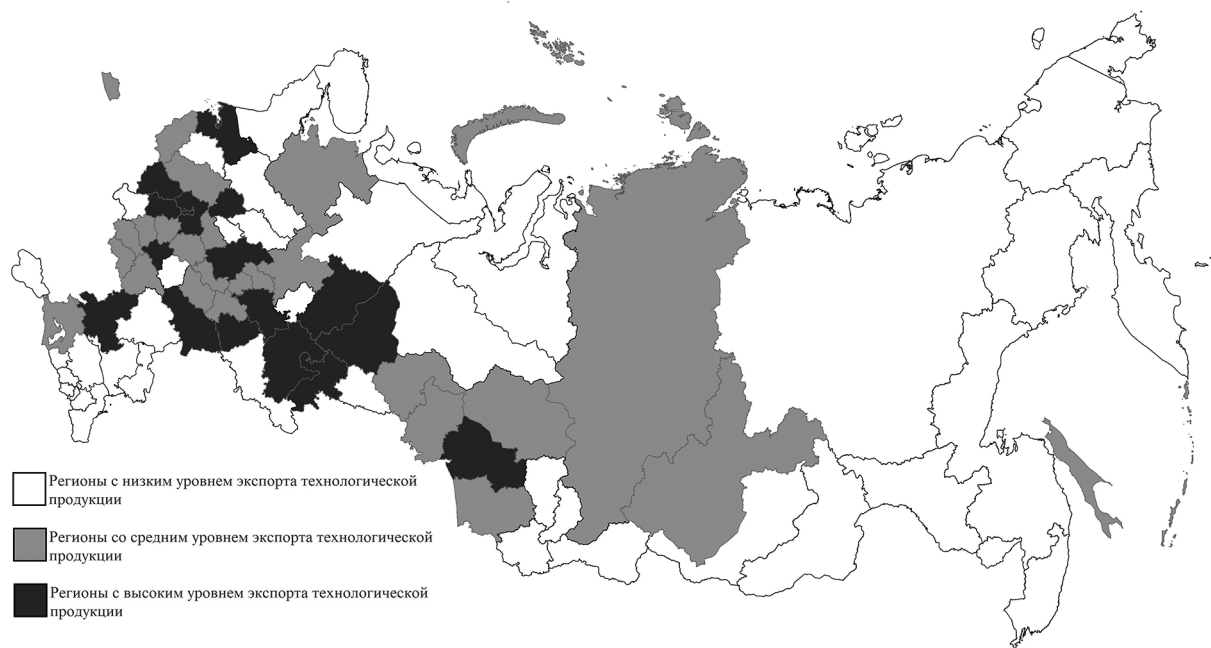 Регионы с низким уровнем экспорта технологической
продукции
Регионы со средним уровнем экспорта технологической
продукции
Регионы с высоким уровнем экспорта технологической
продукции